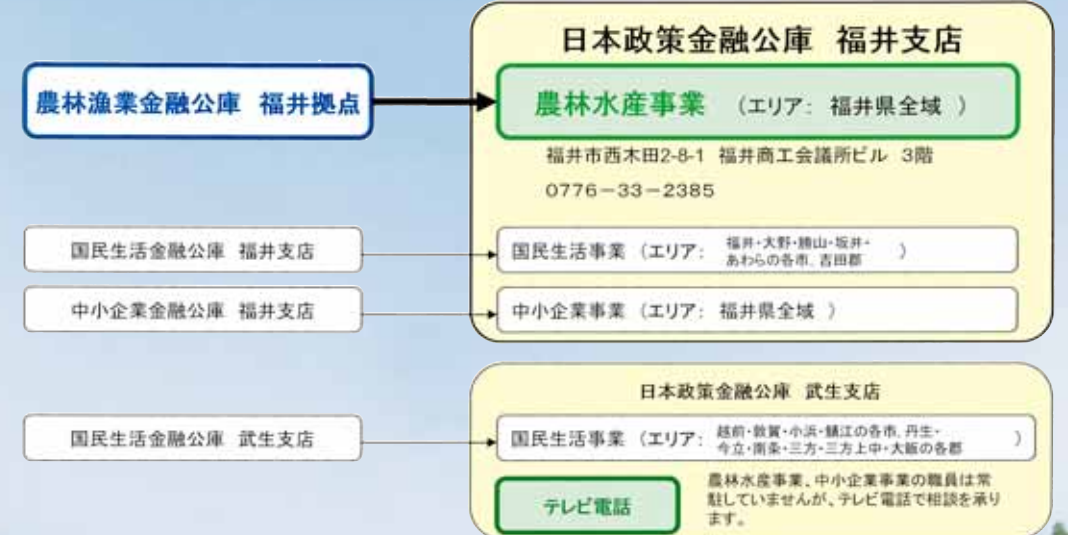 日本政策金融公庫 福井支店
農林漁業金融公庫 福井拠点
農林水産事業 (エリア: 福井県全域 )
福井市西木田2-8-1 福井商工会議所ビル 3階
0776-33-2385
国民生活金融公庫 福井支店
国民生活事業 (エリア: 福井・大野・勝山・坂井・
あわらの各市、吉田郡 )
中小企業金融公庫 福井支店
中小企業事業 (エリア: 福井県全域 )
日本政策金融公庫 武生支店
国民生活金融公庫 武生支店
国民生活事業 (エリア: 越前・敦賀・小浜・鯖江の各市、丹生・
今立・南条・三方・三方上中・大飯の各郡 )
テレビ電話
農林水産事業、中小企業事業の職員は常
駐していませんが、テレビ電話で相談を承り
ます。